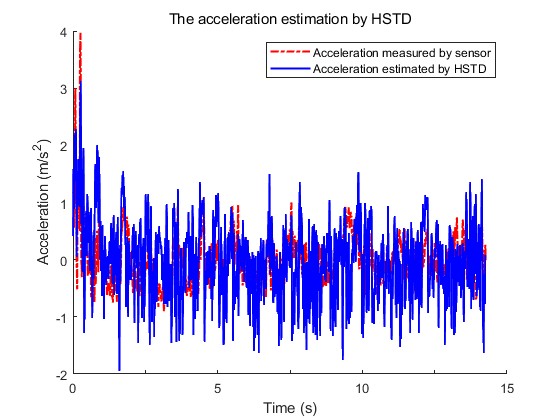 The acceleration estimation by HSTD
Acceleration measured by sensor
Acceleration estimated by HSTD
Acceleration (m/s²)
4
3
2
1
0
-1
-2
0 5 10 15
Time (s)